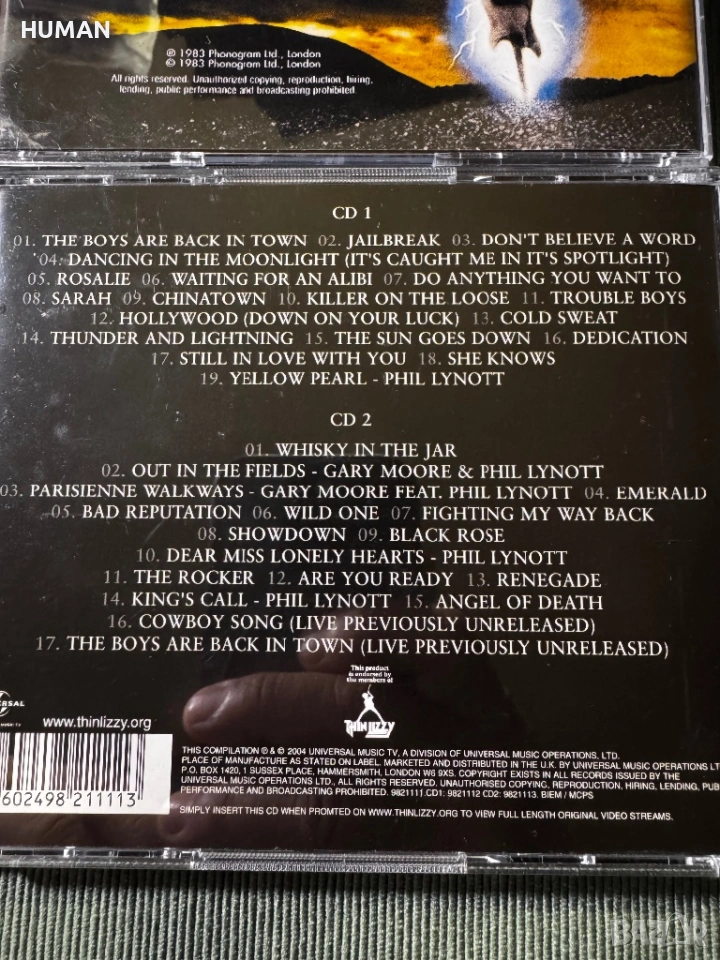 HUMAN
℗ 1983 Phonogram Ltd., London
© 1983 Phonogram Ltd., London
All rights reserved. Unauthorized copying, reproduction, hiring,
lending, public performance and broadcasting prohibited.
CD 1
01. THE BOYS ARE BACK IN TOWN 02. JAILBREAK 03. DON'T BELIEVE A WORD
04. DANCING IN THE MOONLIGHT (IT'S CAUGHT ME IN IT'S SPOTLIGHT)
05. ROSALIE 06. WAITING FOR AN ALIBI 07. DO ANYTHING YOU WANT TO
08. SARAH 09. CHINATOWN 10. KILLER ON THE LOOSE 11. TROUBLE BOYS
12. HOLLYWOOD (DOWN ON YOUR LUCK) 13. COLD SWEAT
14. THUNDER AND LIGHTNING 15. THE SUN GOES DOWN 16. DEDICATION
17. STILL IN LOVE WITH YOU 18. SHE KNOWS
19. YELLOW PEARL - PHIL LYNOTT
CD 2
01. WHISKY IN THE JAR
02. OUT IN THE FIELDS - GARY MOORE & PHIL LYNOTT
03. PARISIENNE WALKWAYS - GARY MOORE FEAT. PHIL LYNOTT 04. EMERALD
05. BAD REPUTATION 06. WILD ONE 07. FIGHTING MY WAY BACK
08. SHOWDOWN 09. BLACK ROSE
10. DEAR MISS LONELY HEARTS - PHIL LYNOTT
11. THE ROCKER 12. ARE YOU READY 13. RENEGADE
14. KING'S CALL - PHIL LYNOTT 15. ANGEL OF DEATH
16. COWBOY SONG (LIVE PREVIOUSLY UNRELEASED)
17. THE BOYS ARE BACK IN TOWN (LIVE PREVIOUSLY UNRELEASED)
This product
is endorsed by
the members of
THIN LIZZY
www.thinlizzy.org
THIS COMPILATION ℗ & © 2004 UNIVERSAL MUSIC TV, A DIVISION OF UNIVERSAL MUSIC OPERATIONS, LTD.
PLACE OF MANUFACTURE AS STATED ON LABEL. MARKETED AND DISTRIBUTED IN THE U.K. BY UNIVERSAL MUSIC OPERATIONS LT
P.O. BOX 1420, 1 SUSSEX PLACE, HAMMERSMITH, LONDON W6 9XS. COPYRIGHT EXISTS IN ALL RECORDS ISSUED BY THE
UNIVERSAL MUSIC OPERATIONS LTD., ALL RIGHTS RESERVED. UNAUTHORISED COPYING, REPRODUCTION, HIRING, LENDING, PUB
PERFORMANCE AND BROADCASTING PROHIBITED. 9821111.CD1: 9821112 CD2: 9821113. BIEM / MCPS
602498 211113
SIMPLY INSERT THIS CD WHEN PROMTED ON WWW.THINLIZZY.ORG TO VIEW FULL LENGTH ORIGINAL VIDEO STREAMS.